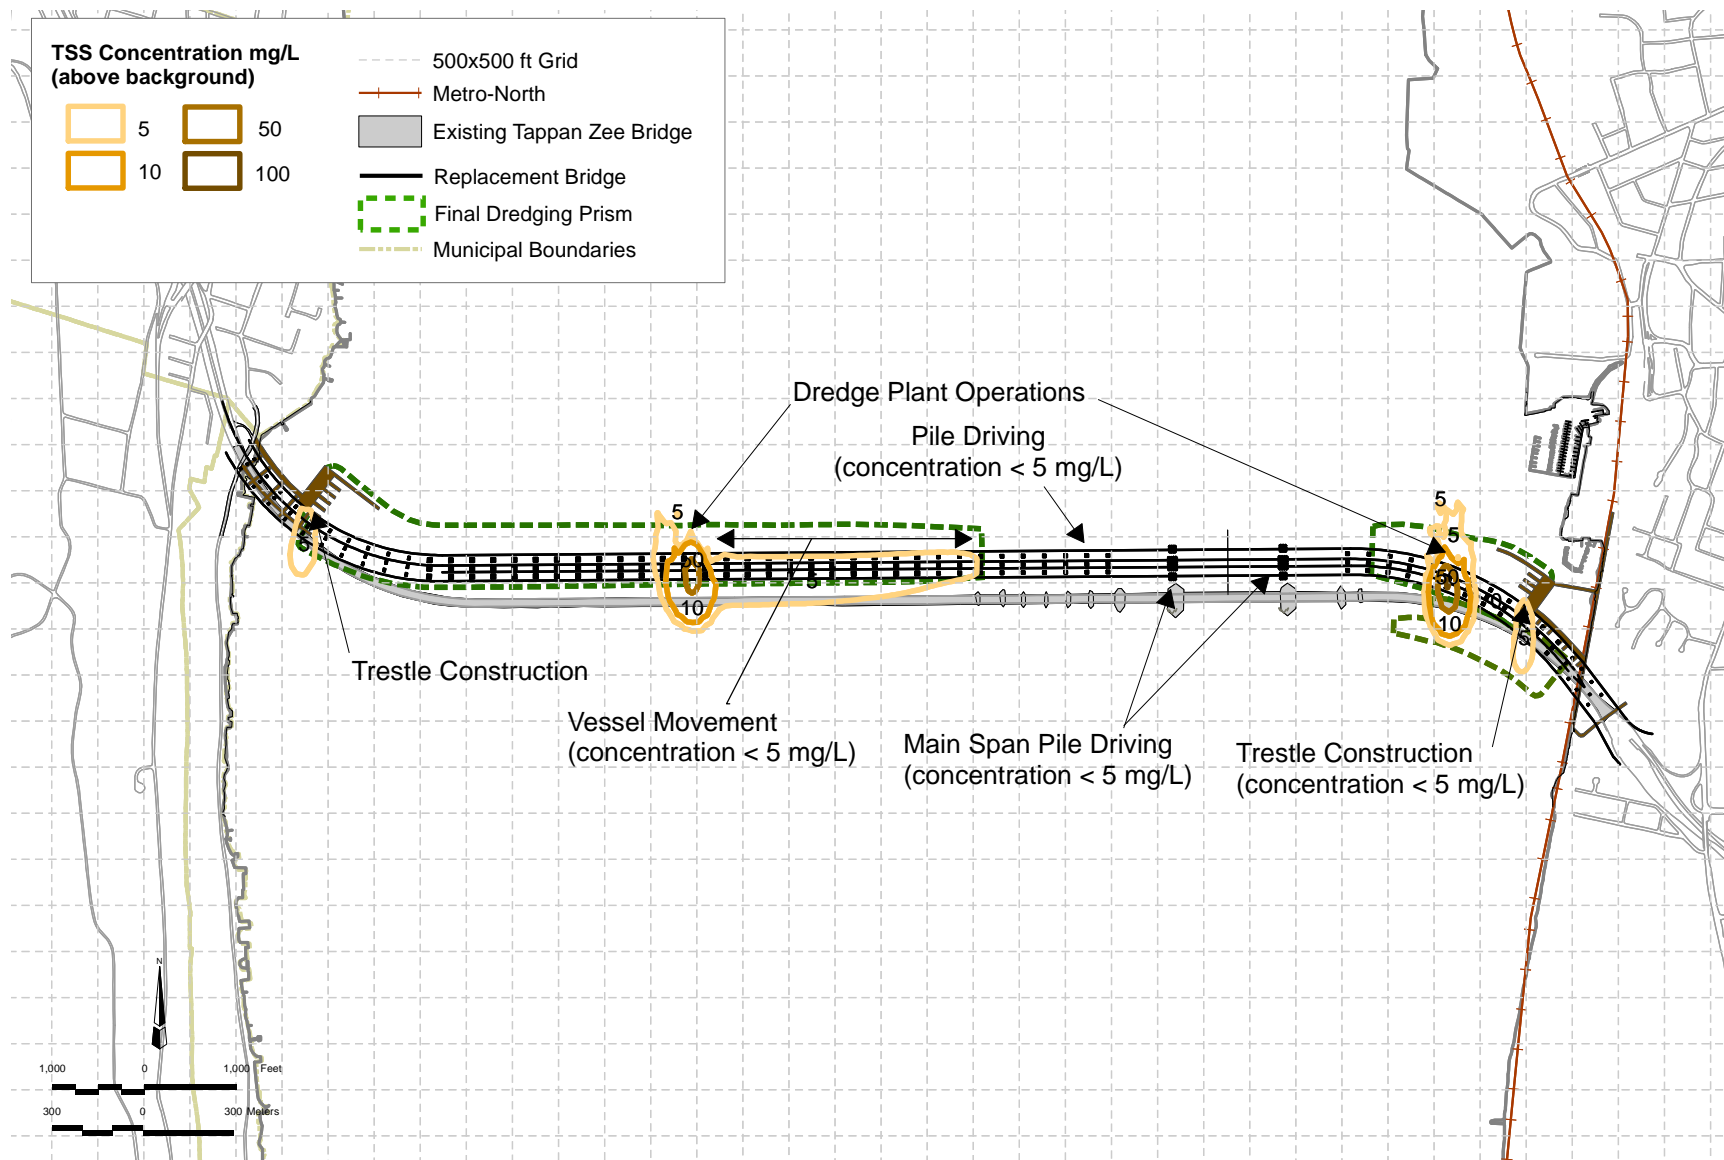 TSS Concentration mg/L
(above background)
5
50
10
100
500x500 ft Grid
Metro-North
Existing Tappan Zee Bridge
Replacement Bridge
Final Dredging Prism
Municipal Boundaries
Dredge Plant Operations
Pile Driving
(concentration < 5 mg/L)
5
5
5
5
50
50
10
10
5
5
Trestle Construction
Vessel Movement
(concentration < 5 mg/L)
Main Span Pile Driving
(concentration < 5 mg/L)
Trestle Construction
(concentration < 5 mg/L)
N
1,000 0 1,000 Feet
300 0 300 Meters